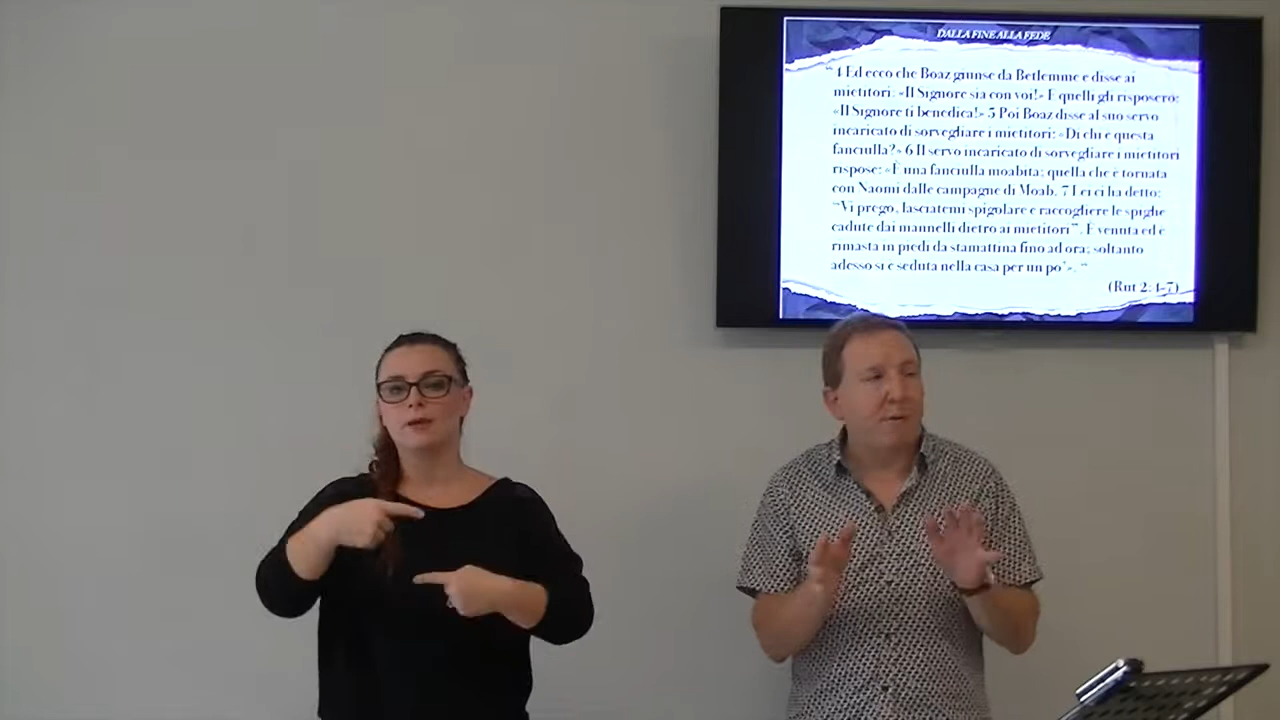 DALLA FINE ALLA FEDE
“ 4 Ed ecco che Boaz giunse da Betlemme e disse ai
mietitori: «Il Signore sia con voi!» E quelli gli risposero:
«Il Signore ti benedica!» 5 Poi Boaz disse al suo servo
incaricato di sorvegliare i mietitori: «Di chi è questa
fanciulla?» 6 Il servo incaricato di sorvegliare i mietitori
rispose: «È una fanciulla moabita; quella che è tornata
con Naomi dalle campagne di Moab. 7 Lei ci ha detto:
“Vi prego, lasciatemi spigolare e raccogliere le spighe
cadute dai mannelli dietro ai mietitori”. È venuta ed è
rimasta in piedi da stamattina fino ad ora; soltanto
adesso si è seduta nella casa per un po’». ”
(Rut 2:4-7)